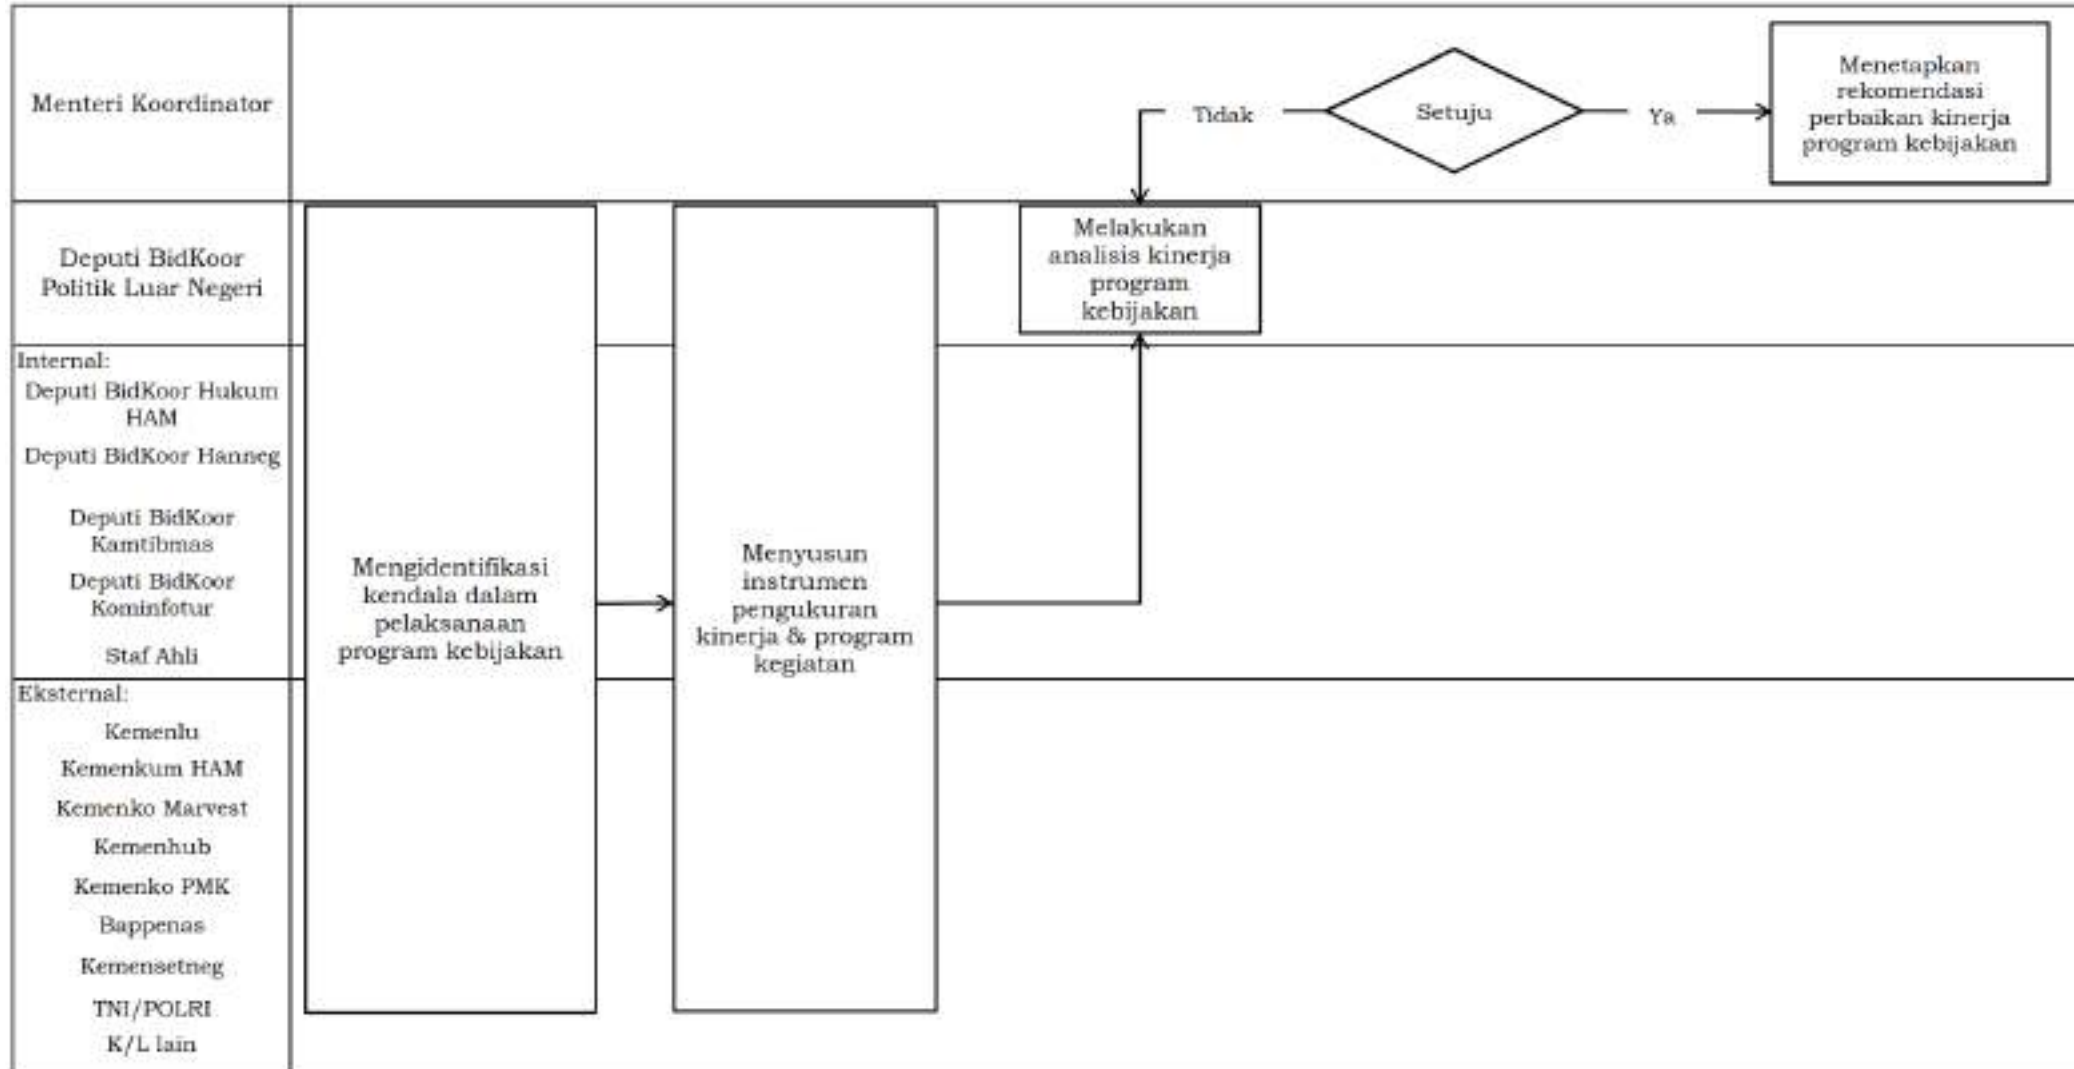 Menteri Koordinator
Tidak
Setuju
Ya
Menetapkan
rekomendasi
perbaikan kinerja
program kebijakan
Deputi BidKoor
Politik Luar Negeri
Melakukan
analisis kinerja
program
kebijakan
Internal:
Deputi BidKoor Hukum
HAM
Deputi BidKoor Hanneg
Deputi BidKoor
Kamtibmas
Deputi BidKoor
Kominfotur
Staf Ahli
Mengidentifikasi
kendala dalam
pelaksanaan
program kebijakan
Menyusun
instrumen
pengukuran
kinerja & program
kegiatan
Eksternal:
Kemenlu
Kemenkum HAM
Kemenko Marvest
Kemenhub
Kemenko PMK
Bappenas
Kemensetneg
TNI/POLRI
K/L lain